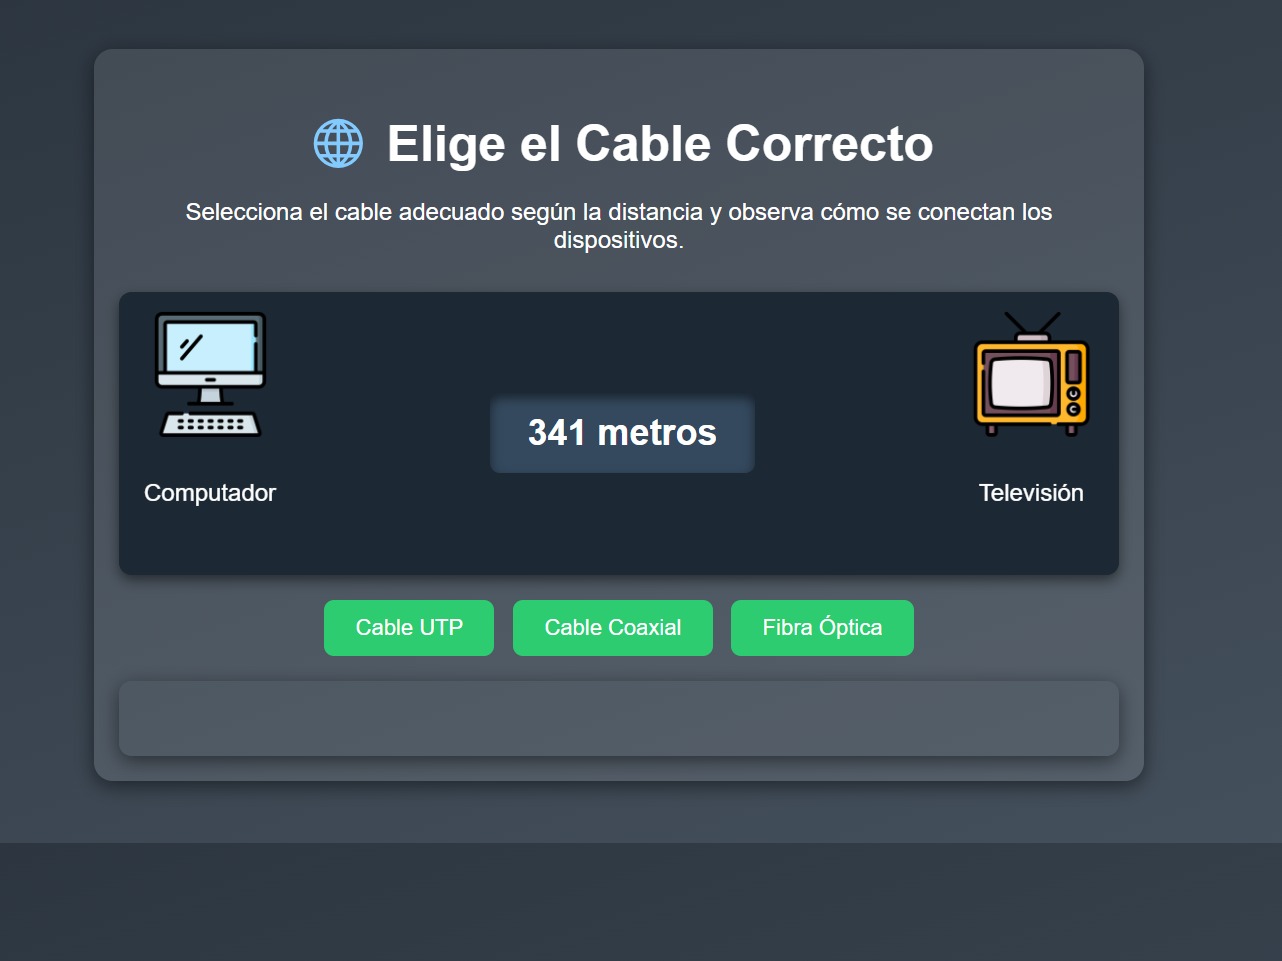 Elige el Cable Correcto
Selecciona el cable adecuado según la distancia y observa cómo se conectan los
dispositivos.
341 metros
Computador
Televisión
Cable UTP
Cable Coaxial
Fibra Óptica